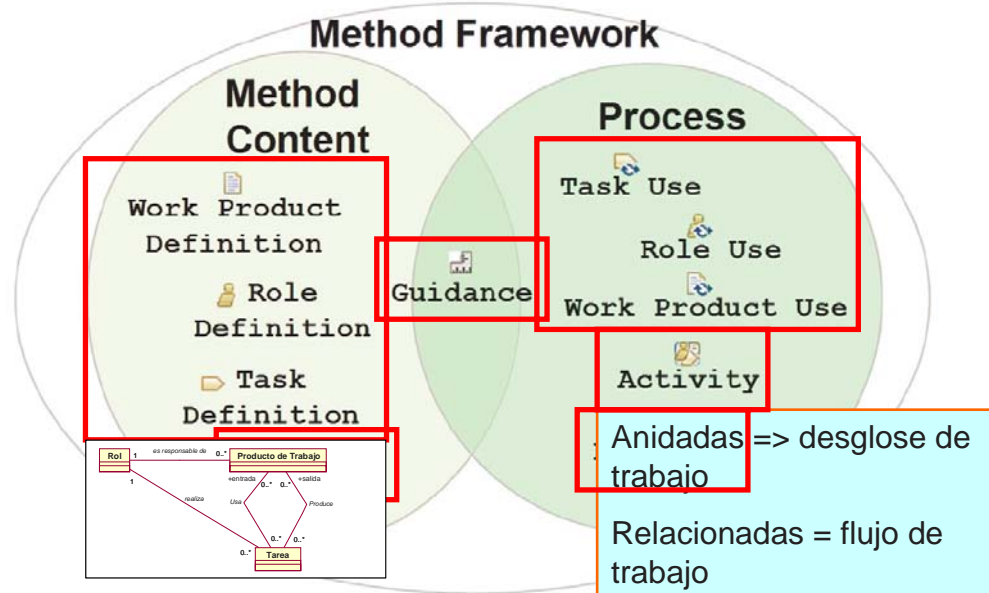 Method Framework
Method
Content
Work Product
Definition
Role
Definition
Task
Definition
Guidance
Process
Task Use
Role Use
Work Product Use
Activity
Anidadas => desglose de
trabajo
Relacionadas = flujo de
trabajo
Rol
1
es responsable de
0..*
Producto de Trabajo
1
+entrada
0..*
0..*
+salida
realiza
Usa
Produce
0..*
0..*
0..*
Tarea